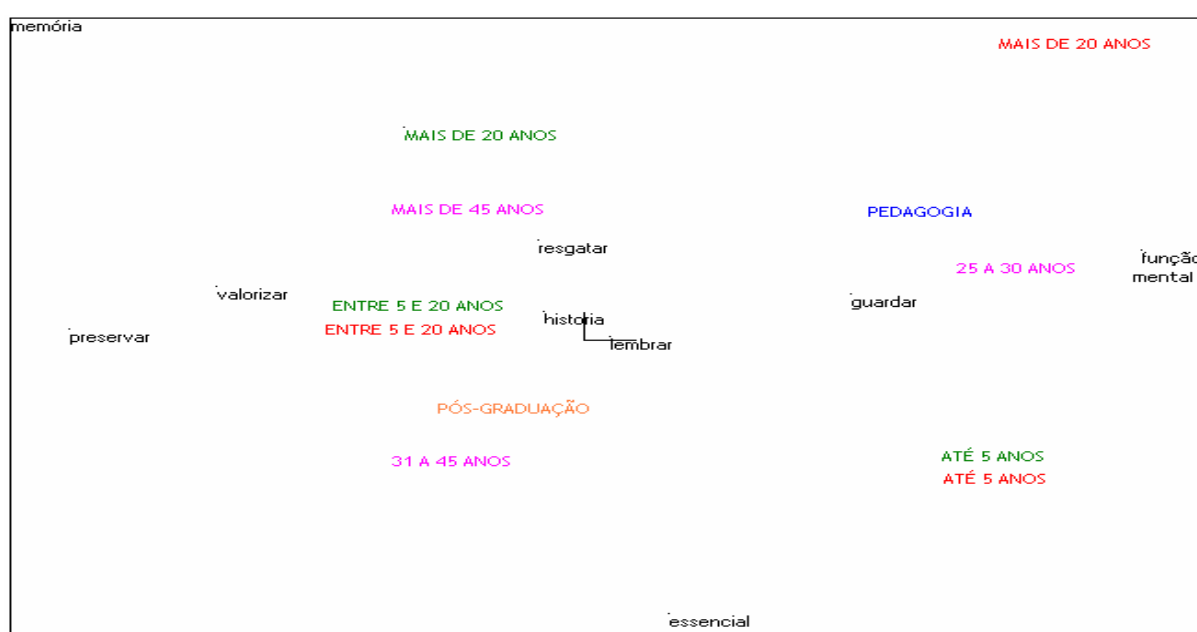 memória
MAIS DE 20 ANOS
MAIS DE 20 ANOS
MAIS DE 45 ANOS
PEDAGOGIA
resgatar
função
mental
25 A 30 ANOS
valorizar
guardar
ENTRE 5 E 20 ANOS
historia
ENTRE 5 E 20 ANOS
preservar
lembrar
PÓS-GRADUAÇÃO
31 A 45 ANOS
ATÉ 5 ANOS
ATÉ 5 ANOS
essencial